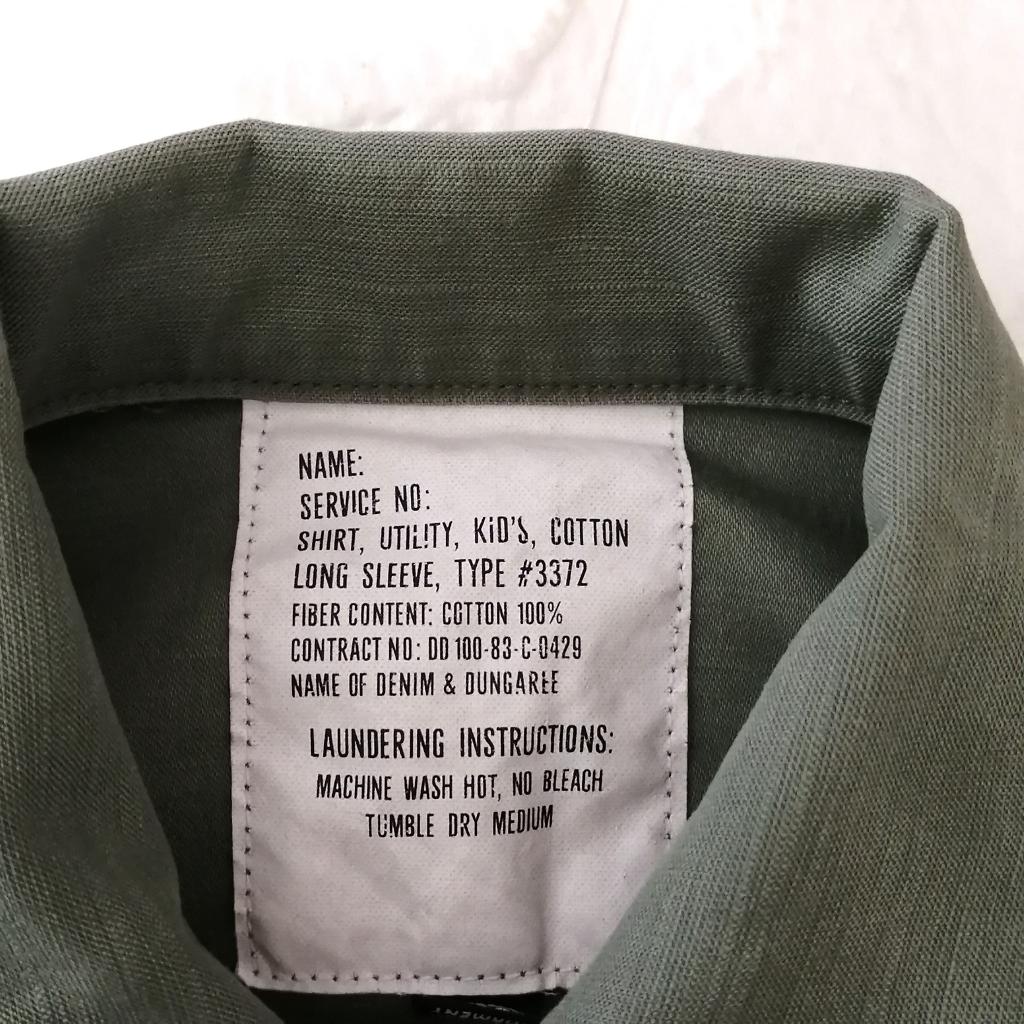 NAME:
SERVICE NO:
SHIRT, UTILITY, KID'S, COTTON
LONG SLEEVE, TYPE #3372
FIBER CONTENT: COTTON 100%
CONTRACT NO: DD 100-83-C-0429
NAME OF DENIM & DUNGAREE
LAUNDERING INSTRUCTIONS:
MACHINE WASH HOT, NO BLEACH
TUMBLE DRY MEDIUM